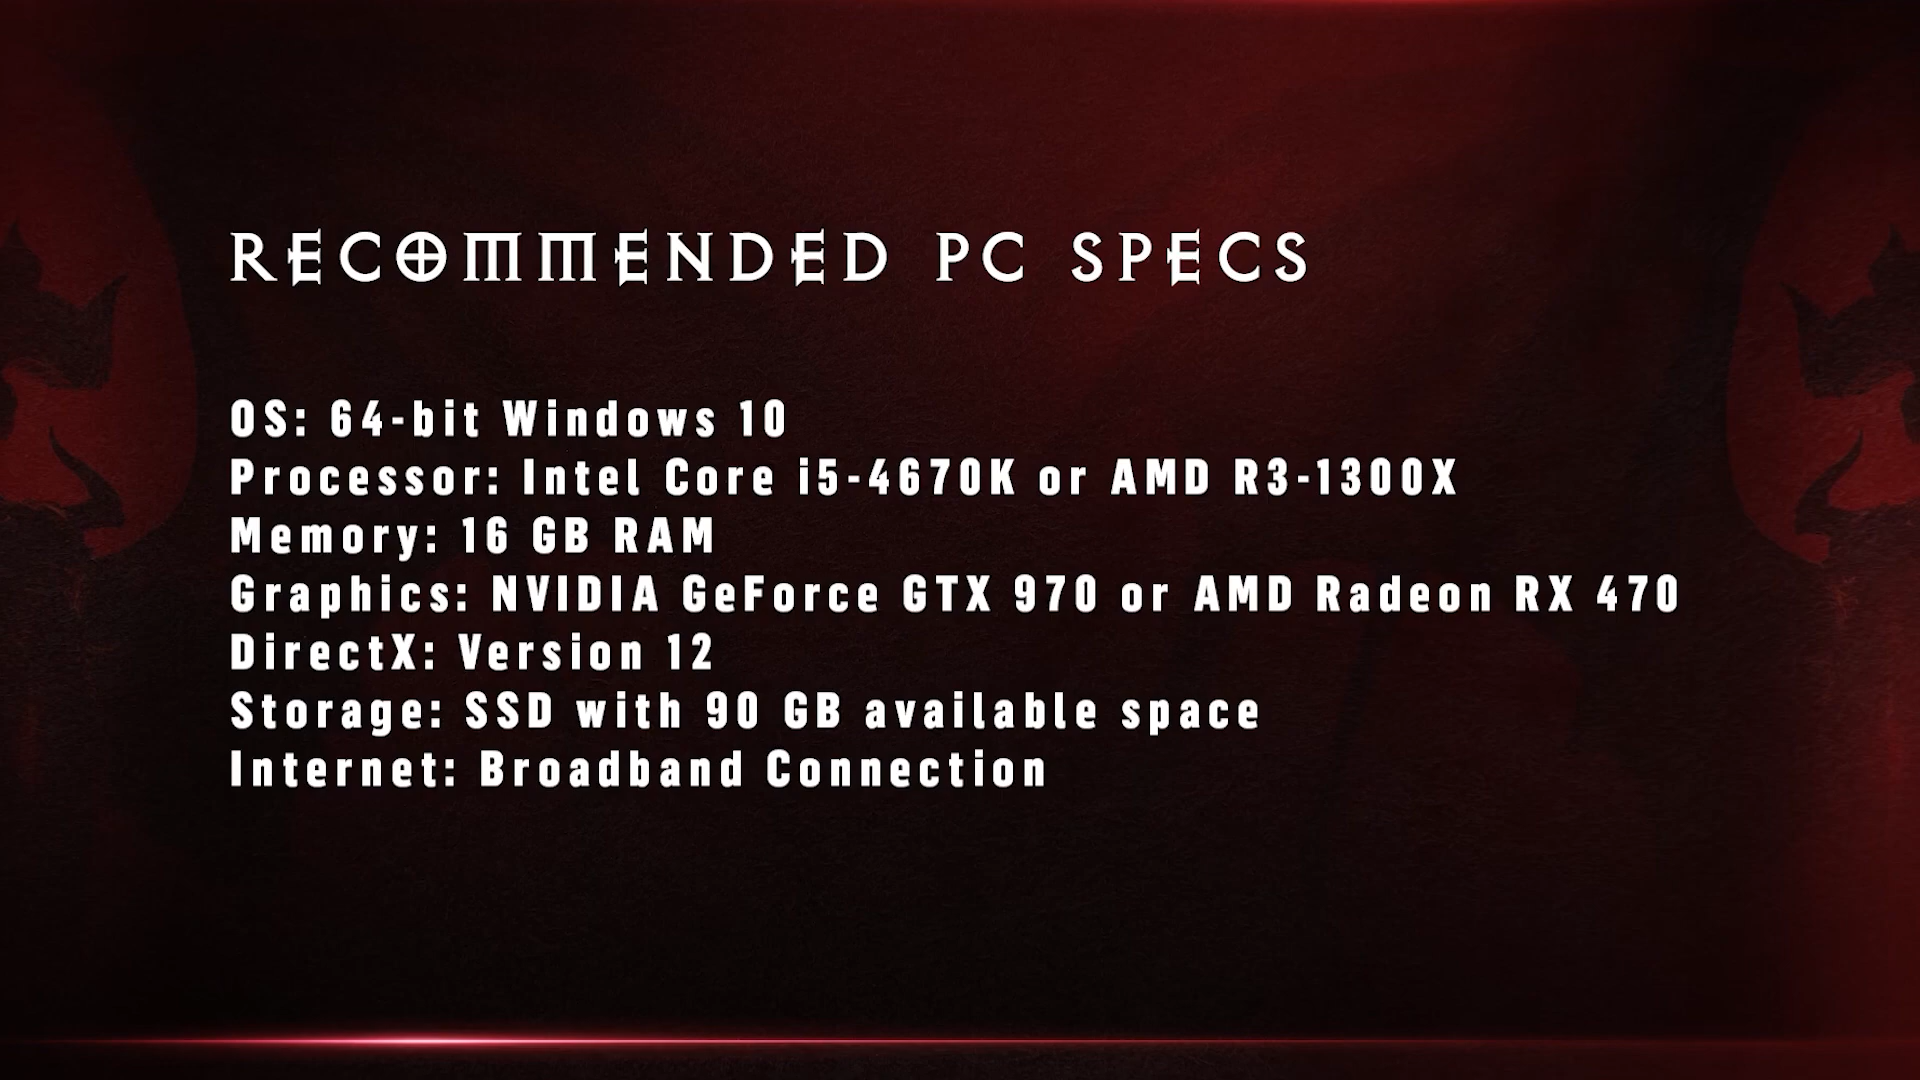 RECOMMENDED PC SPECS
OS: 64-bit Windows 10
Processor: Intel Core i5-4670K or AMD R3-1300X
Memory: 16 GB RAM
Graphics: NVIDIA GeForce GTX 970 or AMD Radeon RX 470
DirectX: Version 12
Storage: SSD with 90 GB available space
Internet: Broadband Connection